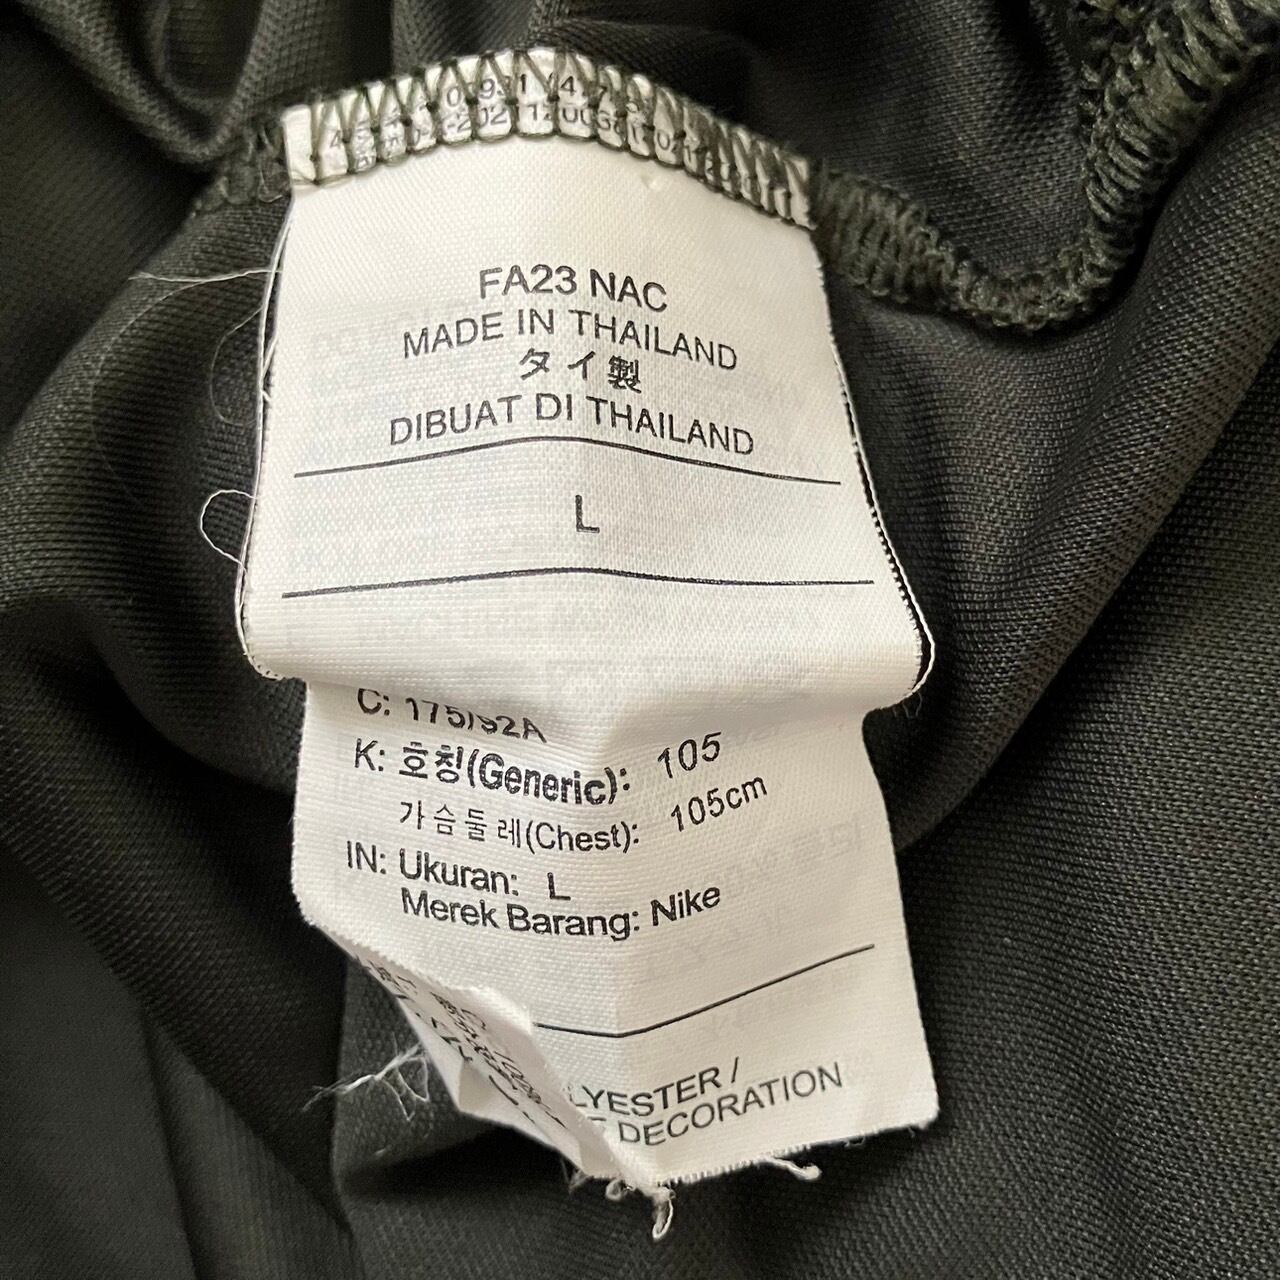 FA23 NAC
MADE IN THAILAND
タイ製
DIBUAT DI THAILAND
L
C: 175/92A
K: 호칭(Generic): 105
가슴둘레(Chest): 105cm
IN: Ukuran: L
Merek Barang: Nike
LYESTER /
DECORATION